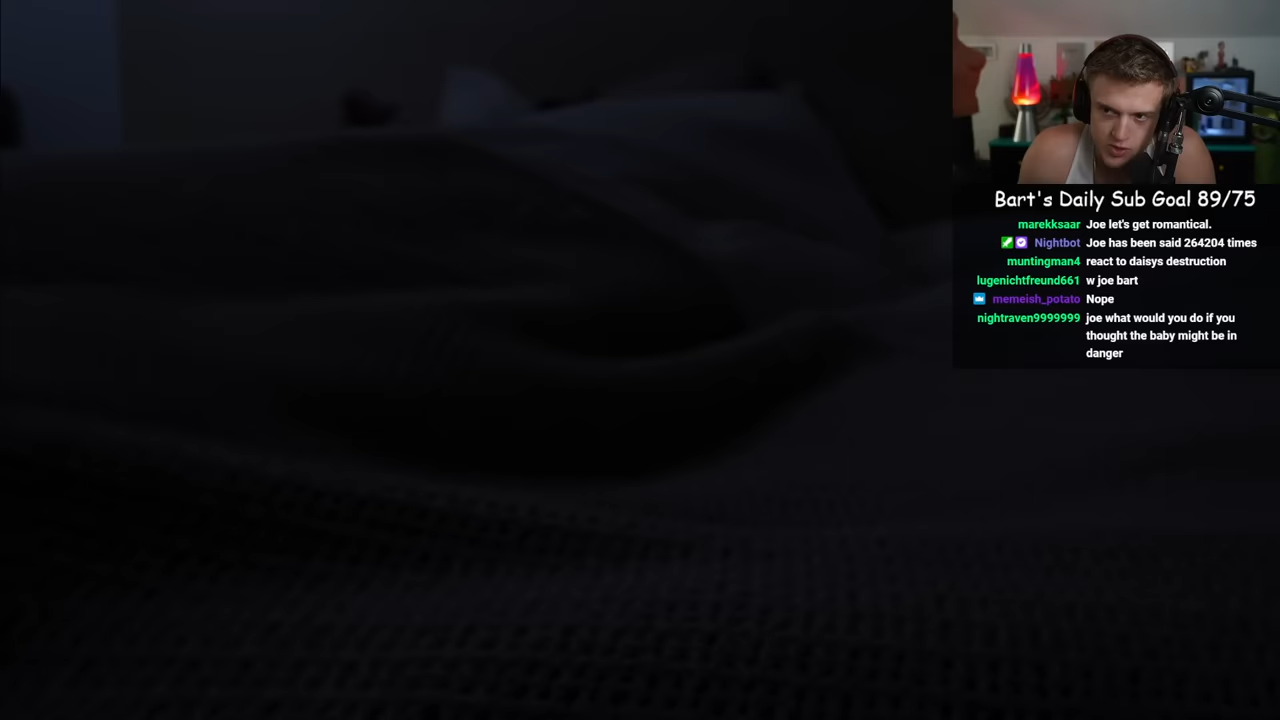 Bart's Daily Sub Goal 89/75
marekksaar Joe let's get romantical.
Nightbot Joe has been said 264204 times
muntingman4 react to daisys destruction
lugenichtfreund661 w joe bart
memeish_potato Nope
nightraven9999999 joe what would you do if you
thought the baby might be in
danger